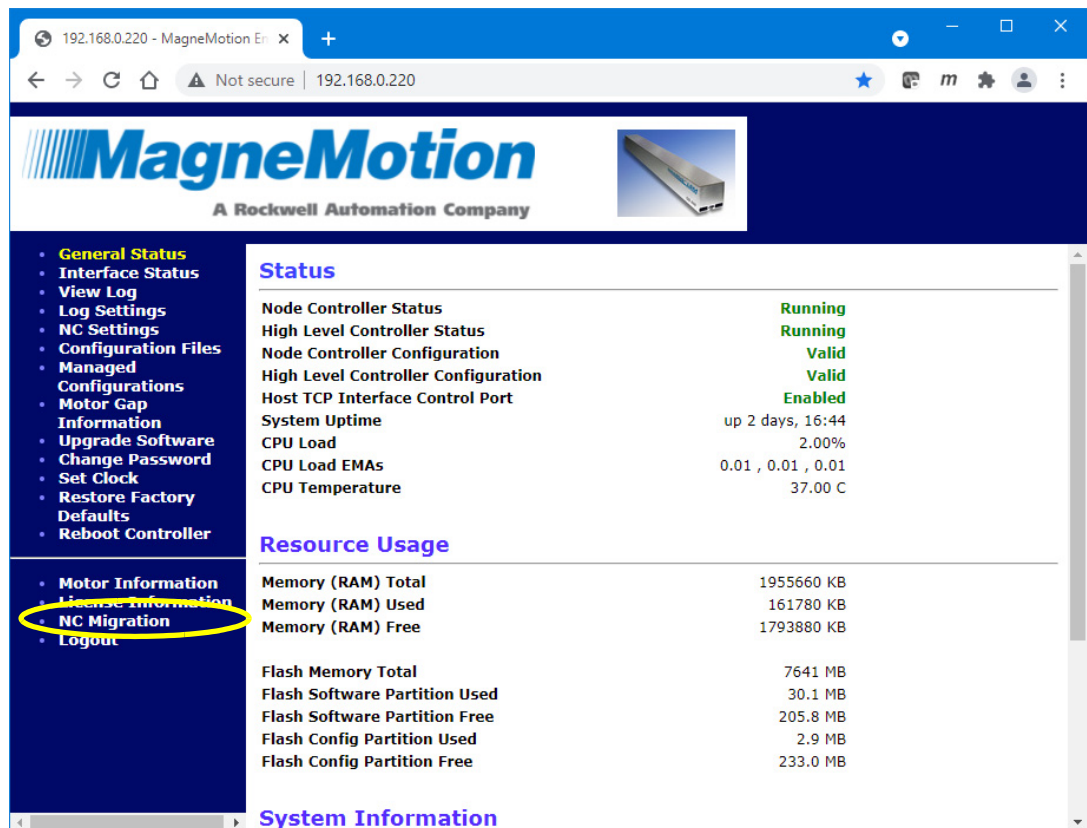 192.168.0.220 - MagneMotion En
Not secure | 192.168.0.220
m
MagneMotion
A Rockwell Automation Company
General Status
Interface Status
View Log
Log Settings
NC Settings
Configuration Files
Managed
Configurations
Motor Gap
Information
Upgrade Software
Change Password
Set Clock
Restore Factory
Defaults
Reboot Controller
Motor Information
License Information
NC Migration
Logout
Status
Node Controller Status Running
High Level Controller Status Running
Node Controller Configuration Valid
High Level Controller Configuration Valid
Host TCP Interface Control Port Enabled
System Uptime up 2 days, 16:44
CPU Load 2.00%
CPU Load EMAs 0.01 , 0.01 , 0.01
CPU Temperature 37.00 C
Resource Usage
Memory (RAM) Total 1955660 KB
Memory (RAM) Used 161780 KB
Memory (RAM) Free 1793880 KB
Flash Memory Total 7641 MB
Flash Software Partition Used 30.1 MB
Flash Software Partition Free 205.8 MB
Flash Config Partition Used 2.9 MB
Flash Config Partition Free 233.0 MB
System Information